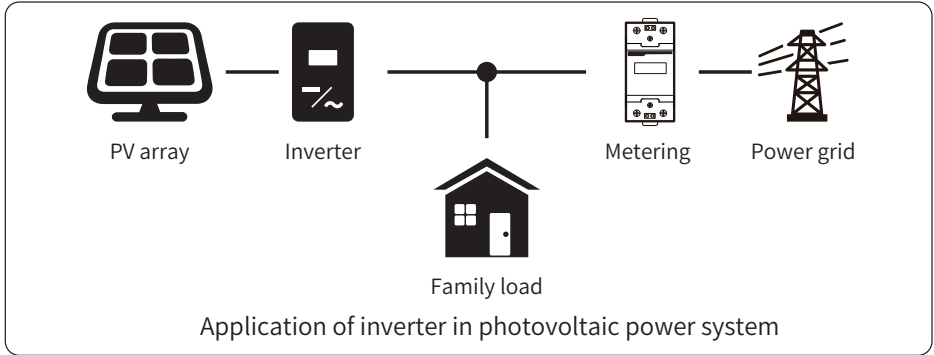 PV array
Inverter
Metering
Power grid
Family load
Application of inverter in photovoltaic power system